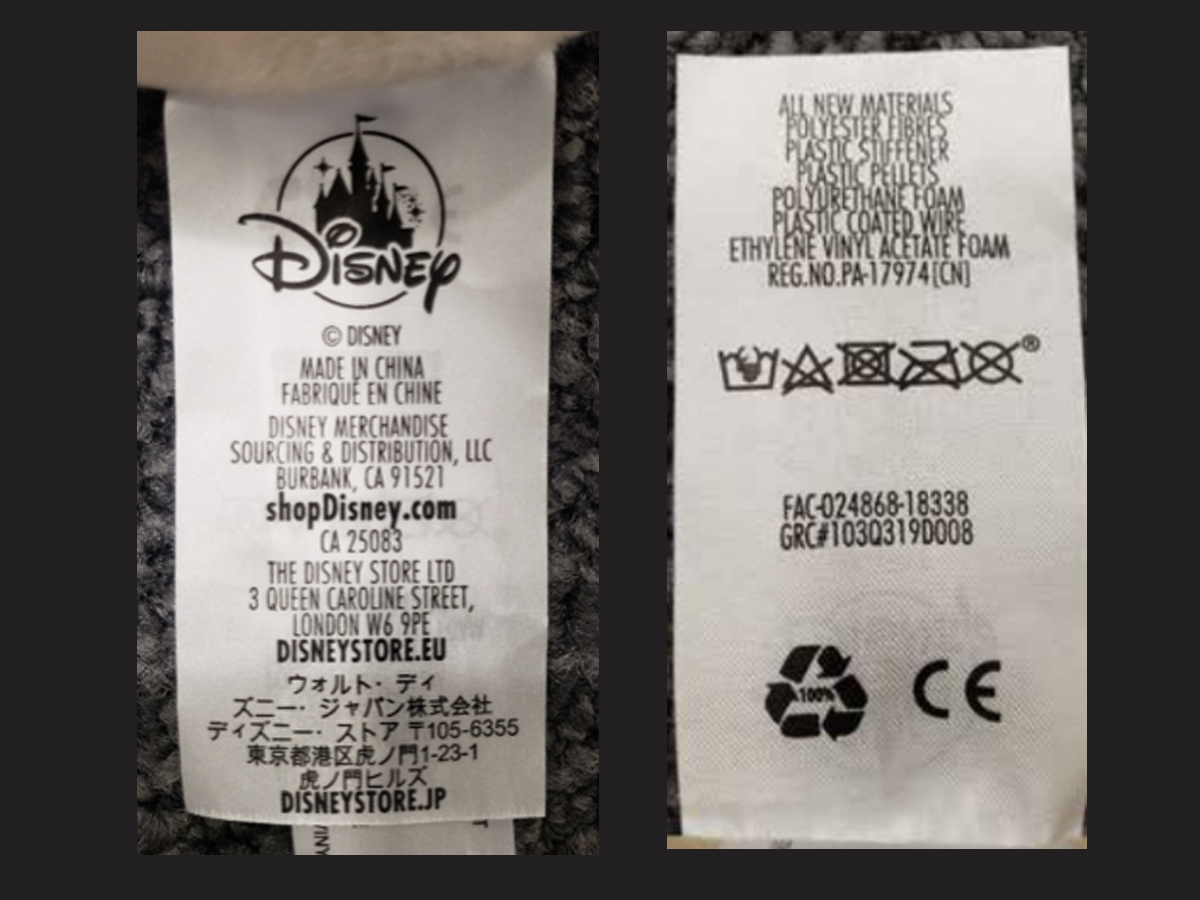 Disney
© DISNEY
MADE IN CHINA
FABRIQUÉ EN CHINE
DISNEY MERCHANDISE
SOURCING & DISTRIBUTION, LLC
BURBANK, CA 91521
shopDisney.com
CA 25083
THE DISNEY STORE LTD
3 QUEEN CAROLINE STREET,
LONDON W6 9PE
DISNEYSTORE.EU
ウォルト・ディ
ズニー・ジャパン株式会社
ディズニー・ストア 〒105-6355
東京都港区虎ノ門1-23-1
虎ノ門ヒルズ
DISNEYSTORE.JP
ALL NEW MATERIALS
POLYESTER FIBRES
PLASTIC STIFFENER
PLASTIC PELLETS
POLYURETHANE FOAM
PLASTIC COATED WIRE
ETHYLENE VINYL ACETATE FOAM
REG.NO.PA-17974[CN]
®
FAC-024868-18338
GRC#103Q319D008
100%
CE